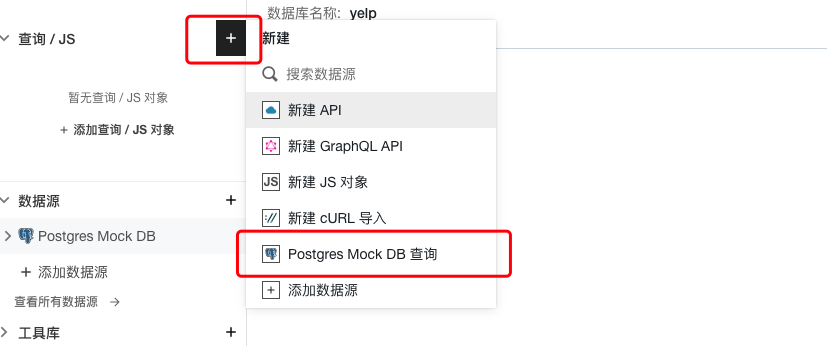 数据库名称: yelp
查询 / JS
新建
搜索数据源
暂无查询 / JS 对象
+ 添加查询 / JS 对象
新建 API
新建 GraphQL API
JS 新建 JS 对象
新建 cURL 导入
Postgres Mock DB 查询
添加数据源
数据源
Postgres Mock DB
+ 添加数据源
查看所有数据源 →
工具库